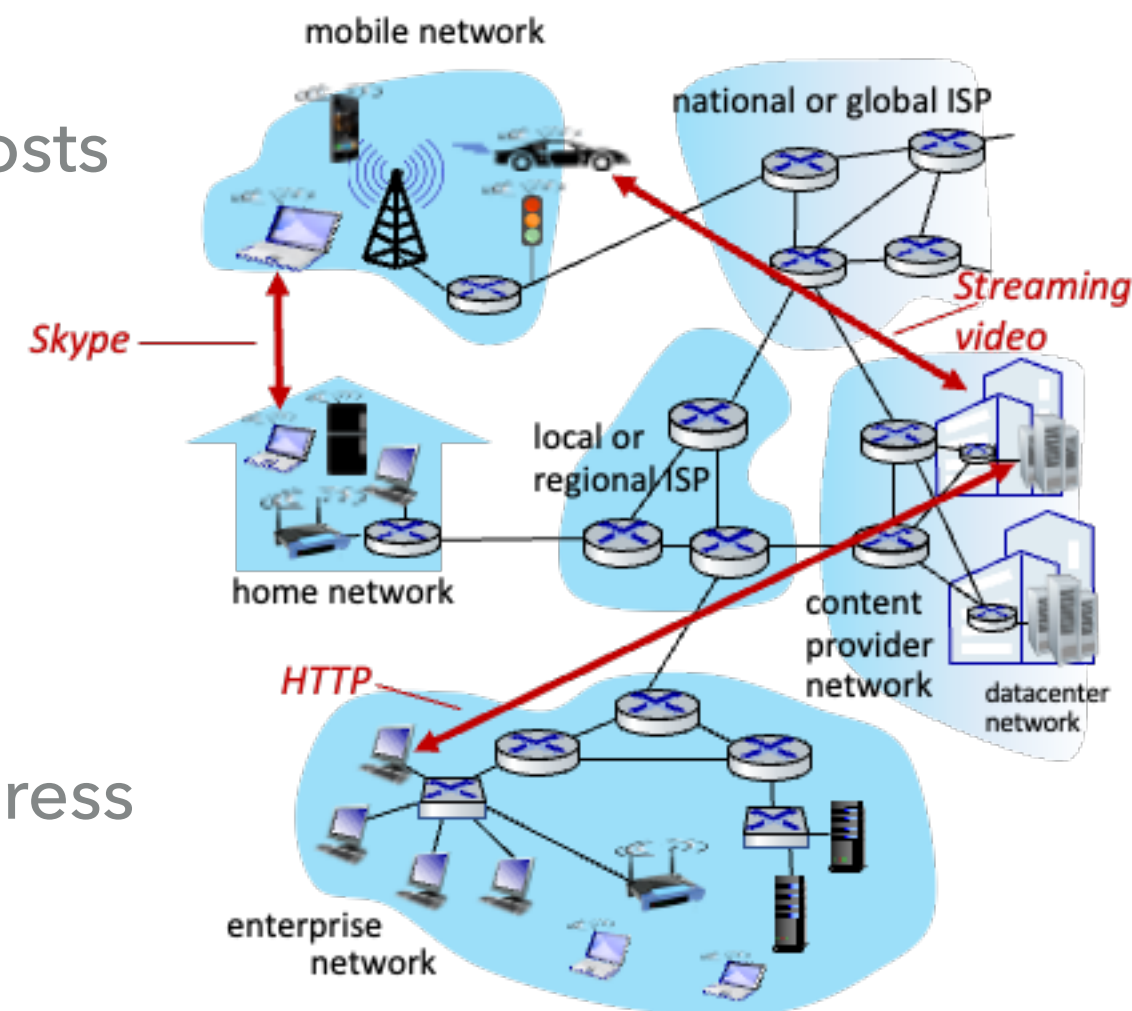 mobile network
national or global ISP
osts
Streaming
video
Skype
local or
regional ISP
home network
content
provider
network
datacenter
network
HTTP
ress
enterprise
network